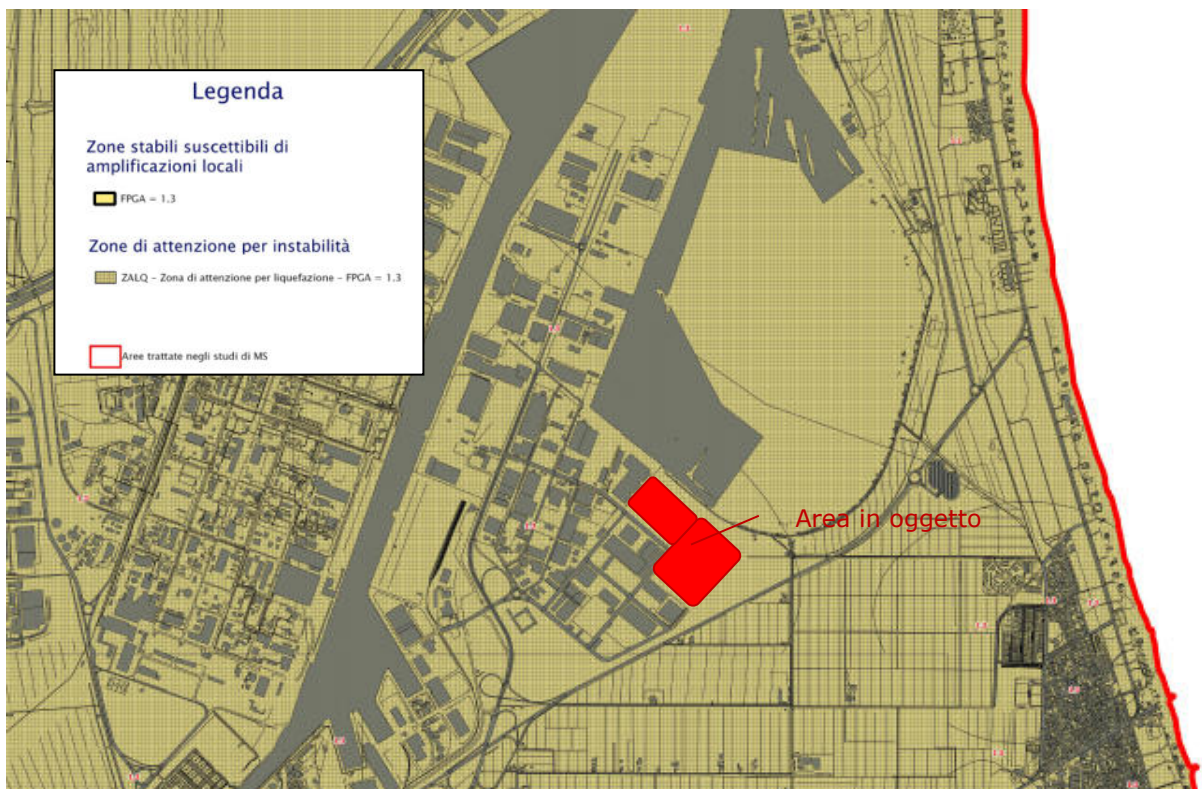 Legenda
Zone stabili suscettibili di
amplificazioni locali
FPGA = 1.3
Zone di attenzione per instabilità
ZALQ - Zona di attenzione per liquefazione - FPGA = 1.3
Aree trattate negli studi di MS
Area in oggetto